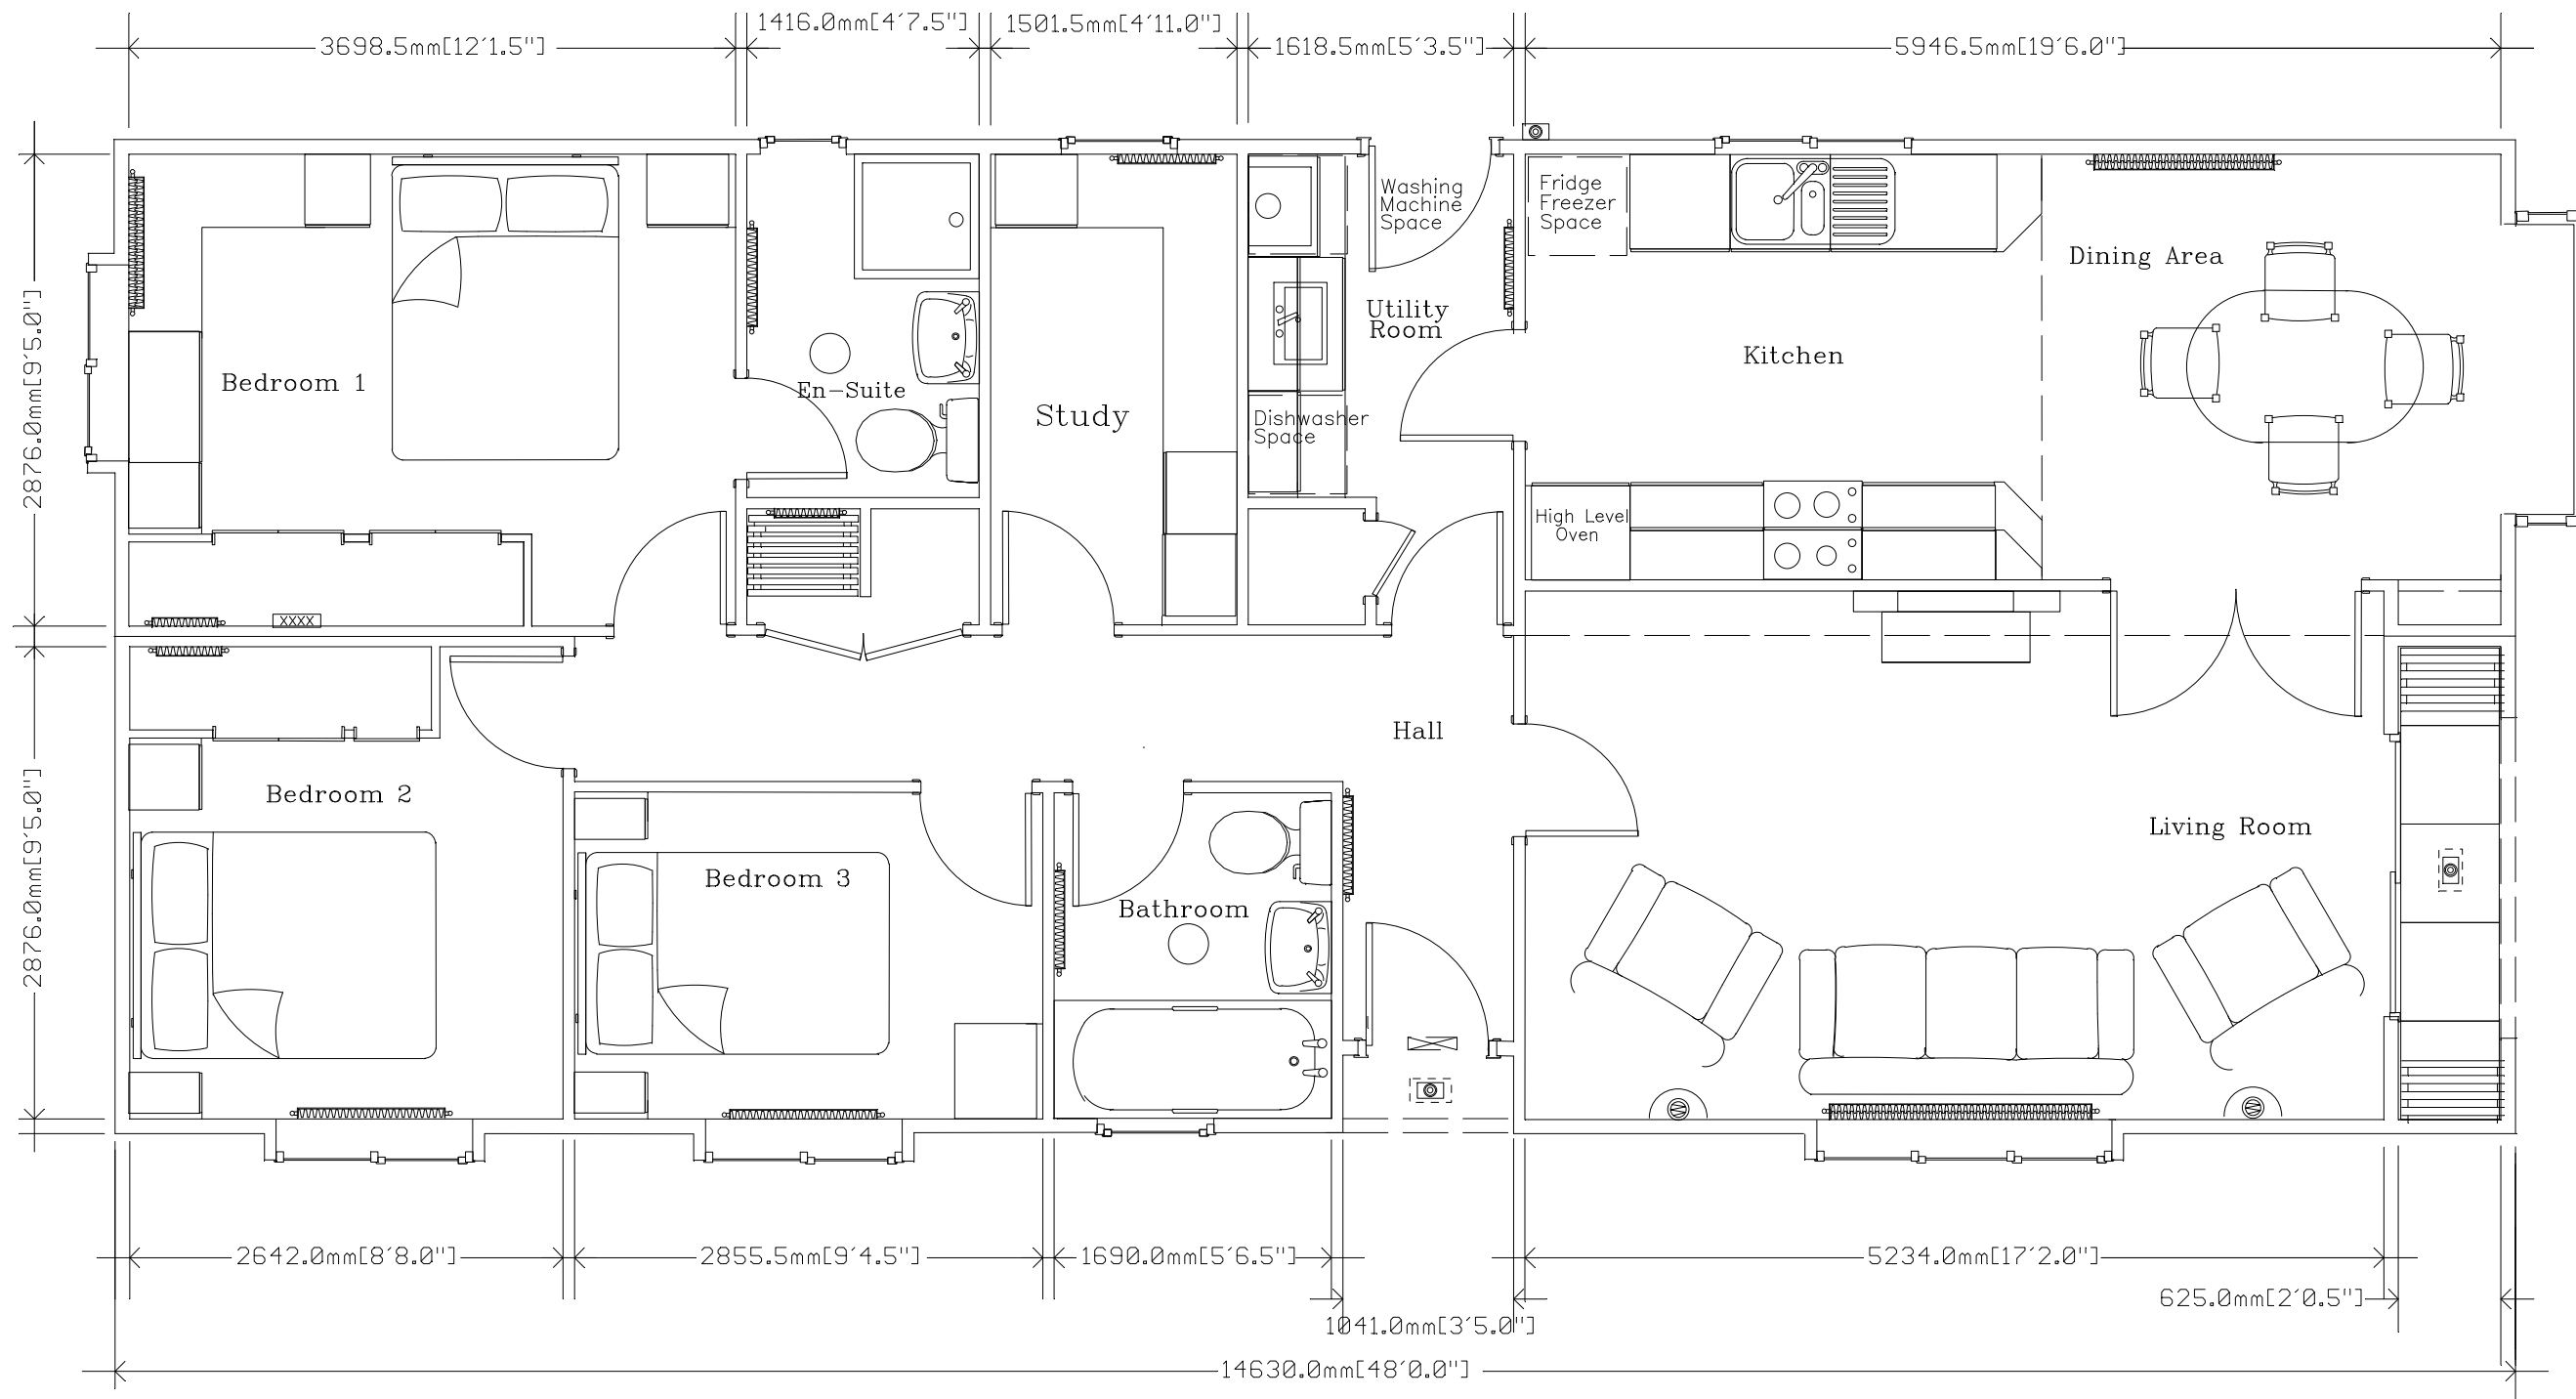 1416.0mm[4'7.5"]
1501.5mm[4'11.0"]
3698.5mm[12'1.5"]
1618.5mm[5'3.5"]
5946.5mm[19'6.0"]
Washing
Machine
Space
Fridge
Freezer
Space
Dining Area
Utility
Room
Kitchen
Bedroom 1
En-Suite
Study
Dishwasher
Space
2876.0mm[9'5.0"]
High Level
Oven
XXXX
Hall
Bedroom 2
Living Room
Bedroom 3
Bathroom
2876.0mm[9'5.0"]
2642.0mm[8'8.0"]
2855.5mm[9'4.5"]
1690.0mm[5'6.5"]
5234.0mm[17'2.0"]
625.0mm[2'0.5"]
1041.0mm[3'5.0"]
14630.0mm[48'0.0"]